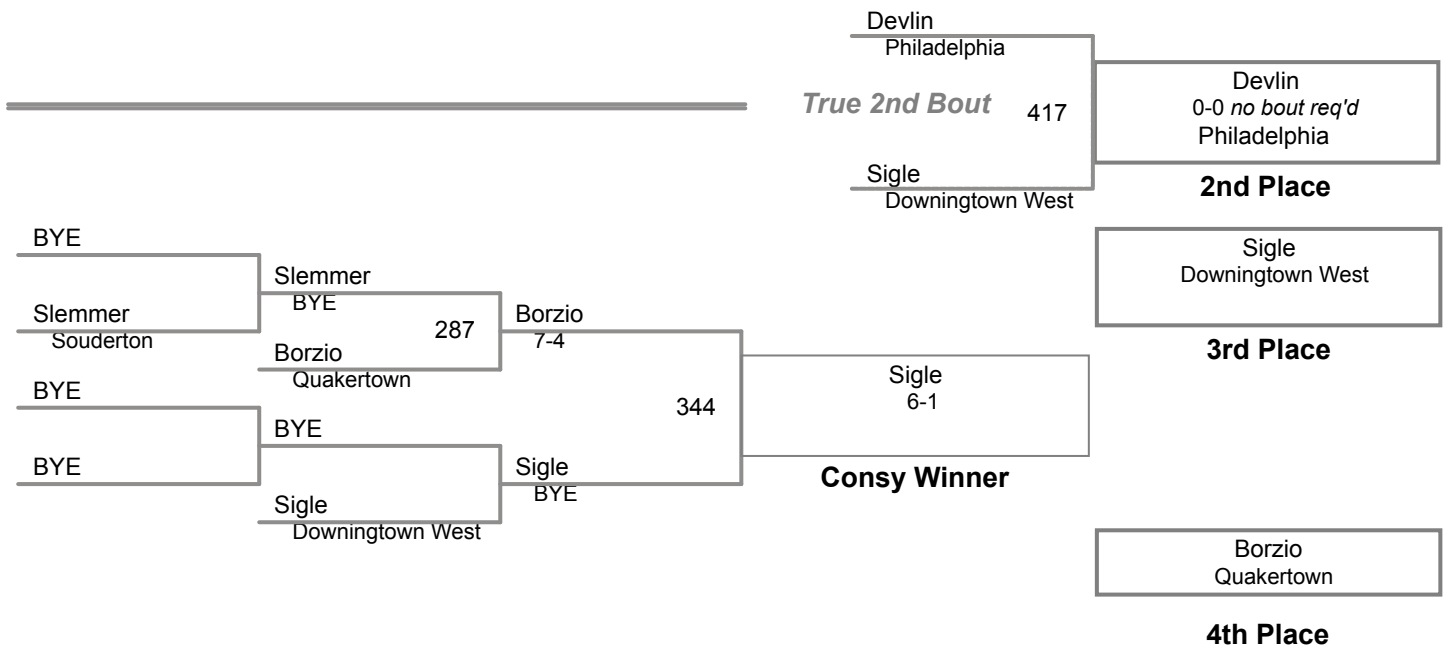 Devlin
Philadelphia
True 2nd Bout 417
Devlin
0-0 no bout req'd
Philadelphia
2nd Place
Sigle
Downingtown West
Sigle
Downingtown West
3rd Place
BYE
Slemmer
Souderton
BYE
BYE
Slemmer
BYE
287
Borzio
Quakertown
BYE
Sigle
Downingtown West
Borzio
7-4
344
Sigle
BYE
Sigle
6-1
Consy Winner
Borzio
Quakertown
4th Place